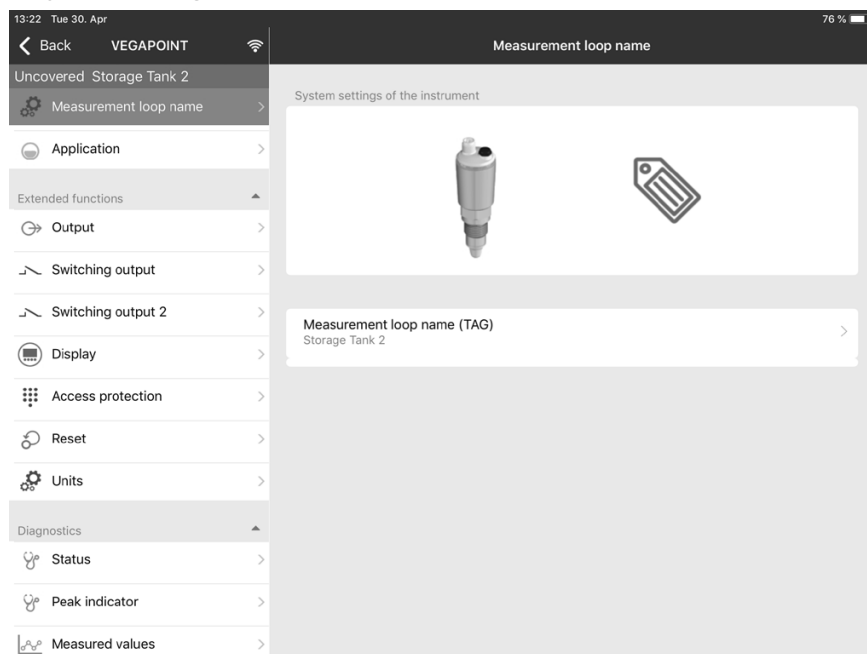 13:22 Tue 30. Apr
76 %
Back
VEGAPOINT
Measurement loop name
Uncovered Storage Tank 2
Measurement loop name
Application
Extended functions
Output
Switching output
Switching output 2
Display
Access protection
Reset
Units
Diagnostics
Status
Peak indicator
Measured values
System settings of the instrument
Measurement loop name (TAG)
Storage Tank 2